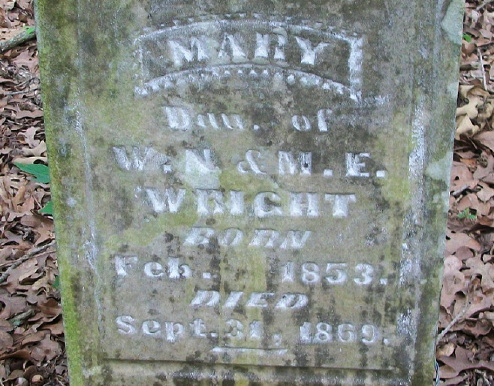 MARY
Dau. of
W. N. & M. E.
WRIGHT
BORN
Feb. 1853.
DIED
Sept. 31, 1869.